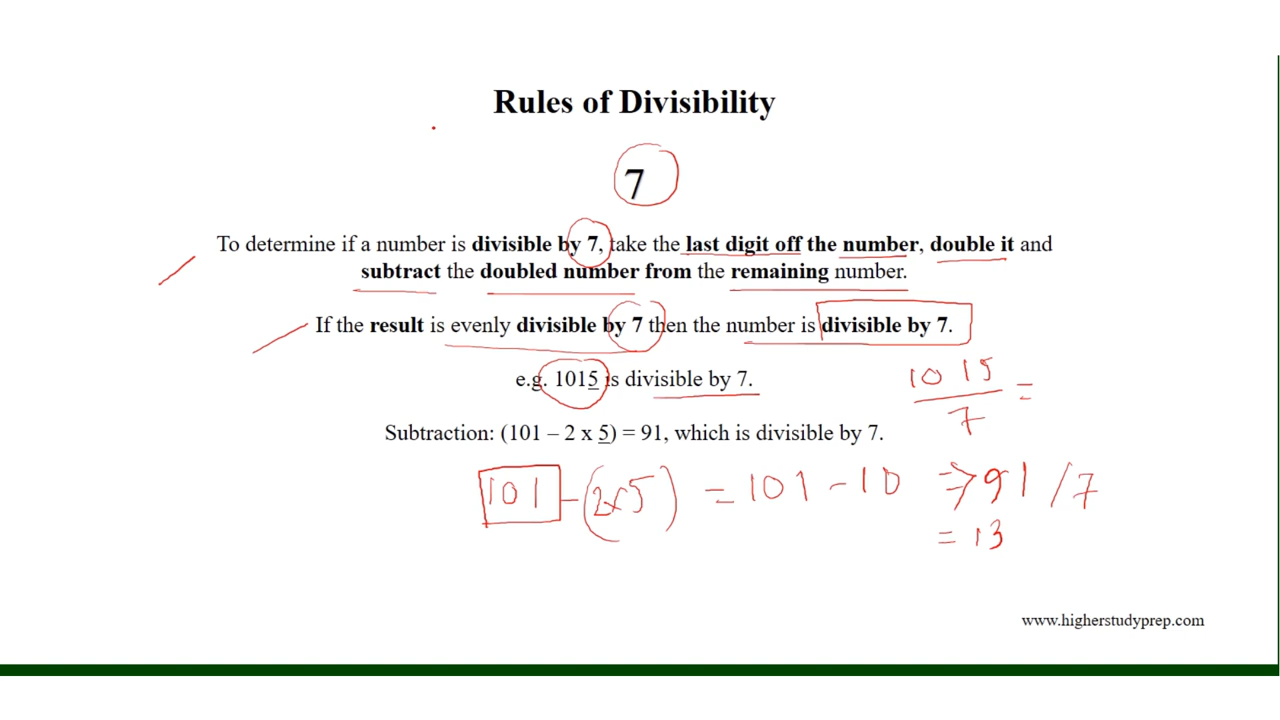 Rules of Divisibility
7
To determine if a number is divisible by 7, take the last digit off the number, double it and
subtract the doubled number from the remaining number.
If the result is evenly divisible by 7 then the number is divisible by 7.
e.g. 1015 is divisible by 7.
1015
/ 7 =
Subtraction: (101 – 2 x 5) = 91, which is divisible by 7.
101 - (2x5) = 101 - 10 ⇒ 91 / 7
= 13
www.higherstudyprep.com